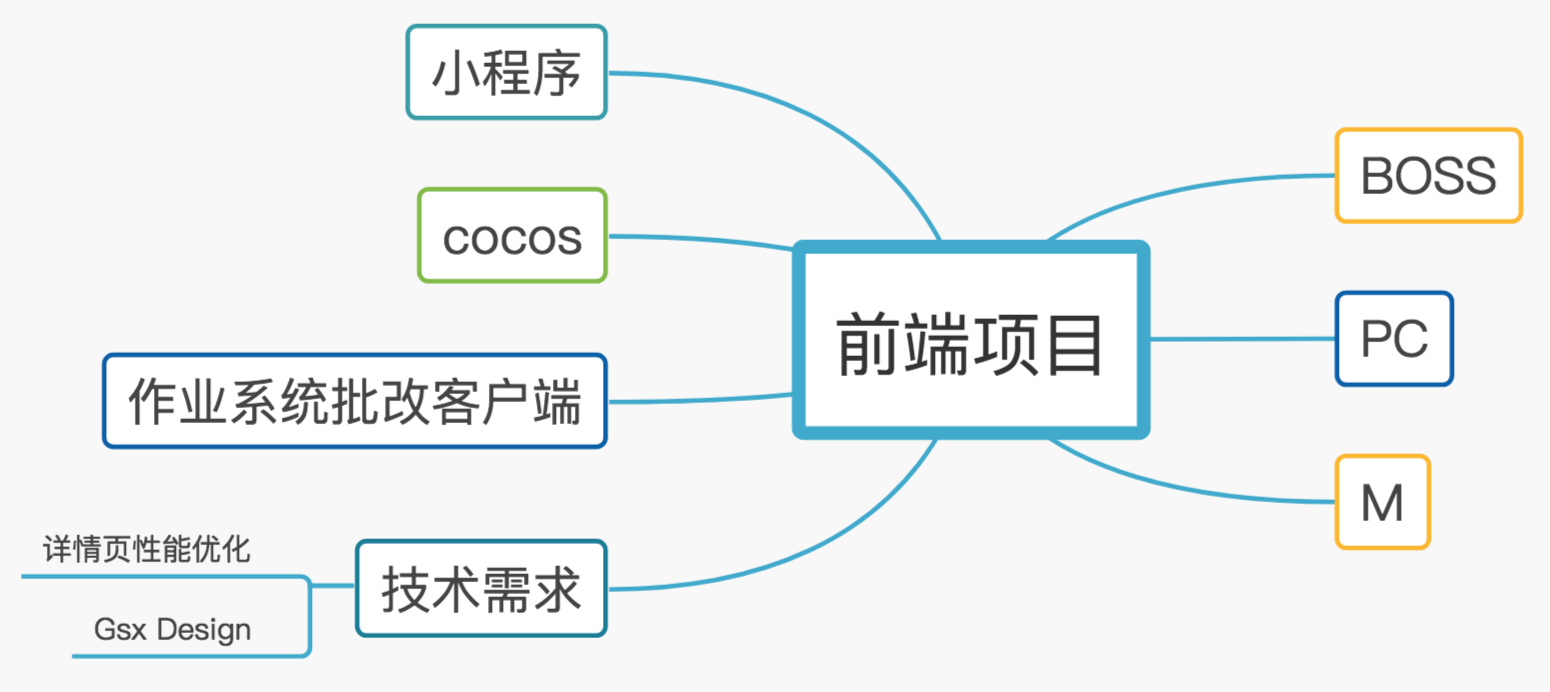 小程序
cocos
作业系统批改客户端
技术需求
详情页性能优化
Gsx Design
前端项目
BOSS
PC
M